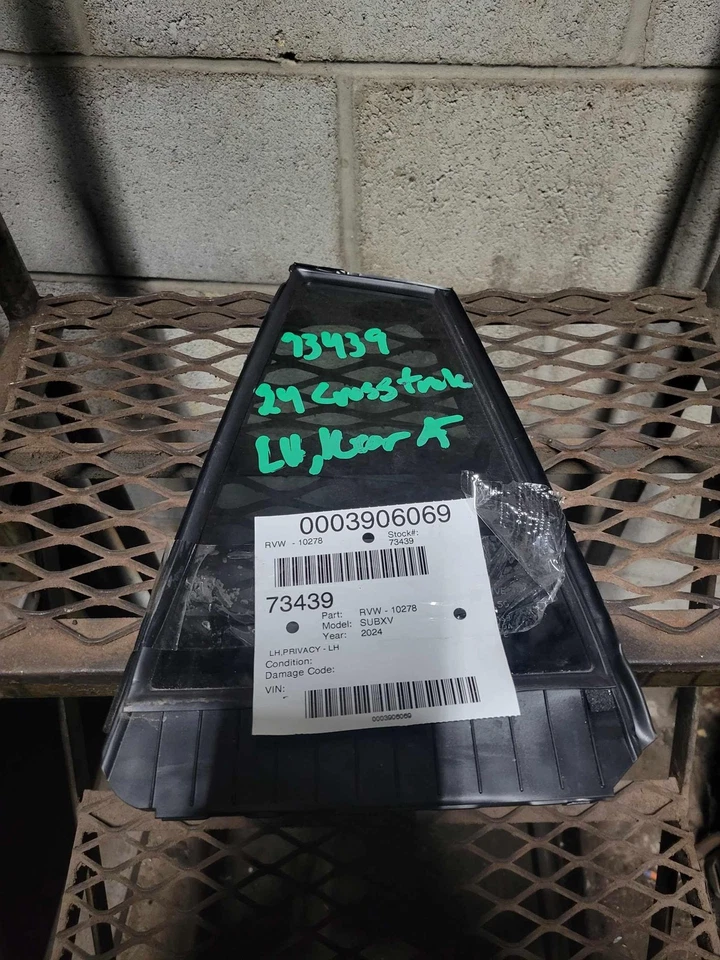 73439
24 Crosstrek
LH, Rear A
0003906069
RVW - 10278
Stock#:
73439
73439
Part: RVW - 10278
Model: SUBXV
Year: 2024
LH,PRIVACY - LH
Condition:
Damage Code:
VIN:
0003906069